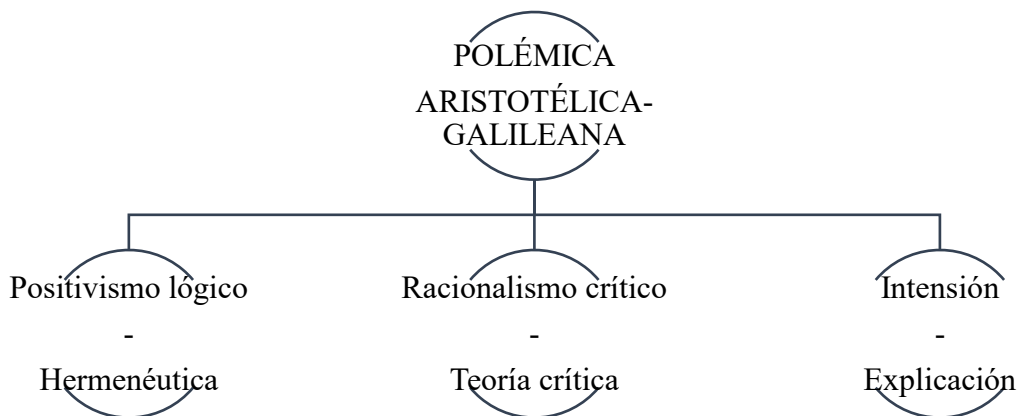 POLÉMICA
ARISTOTÉLICA-
GALILEANA
Positivismo lógico
-
Hermenéutica
Racionalismo crítico
-
Teoría crítica
Intensión
-
Explicación